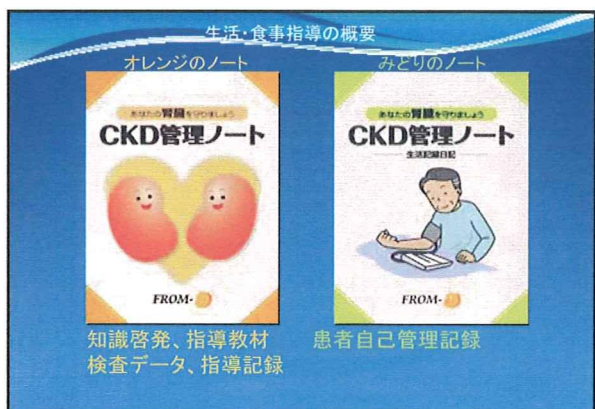 生活・食事指導の概要
オレンジのノート
みどりのノート
あなたの腎臓を守りましょう
CKD管理ノート
FROM-
あなたの腎臓を守りましょう
CKD管理ノート
生活記録日記
FROM-
知識啓発、指導教材
検査データ、指導記録
患者自己管理記録